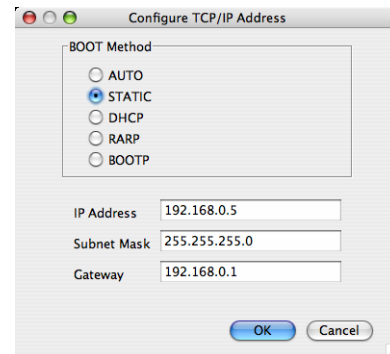 Configure TCP/IP Address
BOOT Method
AUTO
STATIC
DHCP
RARP
BOOTP
IP Address 192.168.0.5
Subnet Mask 255.255.255.0
Gateway 192.168.0.1
OK Cancel